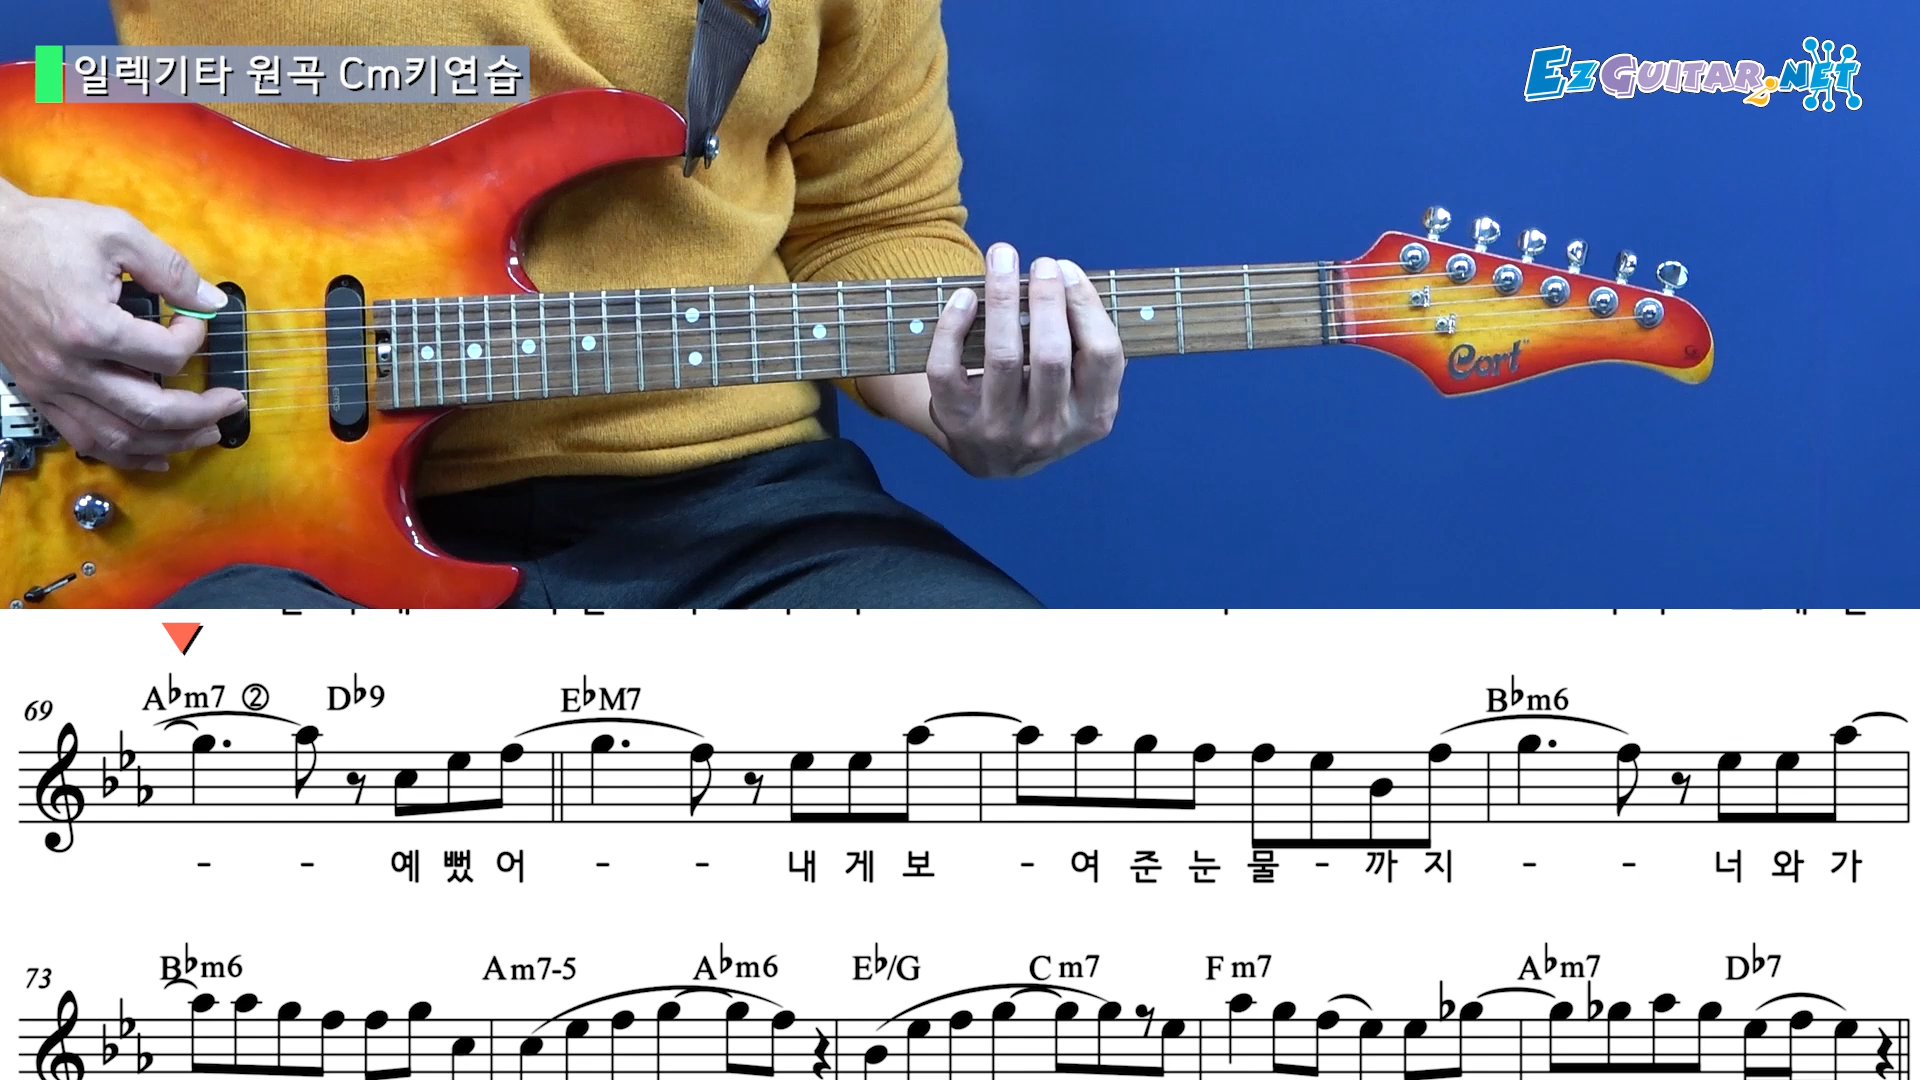 일렉기타 원곡 Cm키연습
EzGUITAR2.NET
Cort
69 A♭m7 ② D♭9 E♭M7 B♭m6
- - 예 뻤 어 - - 내 게 보 - 여 준 눈 물 - 까 지 - - 너 와 가
73 B♭m6 Am7-5 A♭m6 E♭/G Cm7 Fm7 A♭m7 D♭7